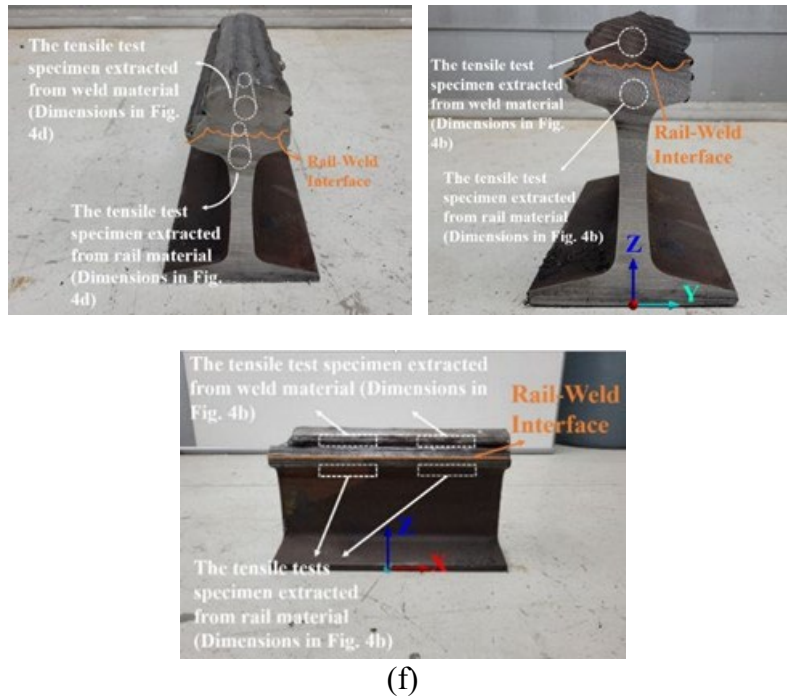 The tensile test
specimen extracted
from weld material
(Dimensions in Fig.
4d)
Rail-Weld
Interface
The tensile test
specimen extracted
from rail material
(Dimensions in Fig.
4d)
The tensile test
specimen extracted
from weld material
(Dimensions in Fig.
4b)
Rail-Weld
Interface
The tensile test
specimen extracted
from rail material
(Dimensions in Fig. 4b)
Z
Y
The tensile test specimen extracted
from weld material (Dimensions in
Fig. 4b)
Rail-Weld
Interface
Z
X
The tensile tests
specimen extracted
from rail material
(Dimensions in Fig. 4b)
(f)